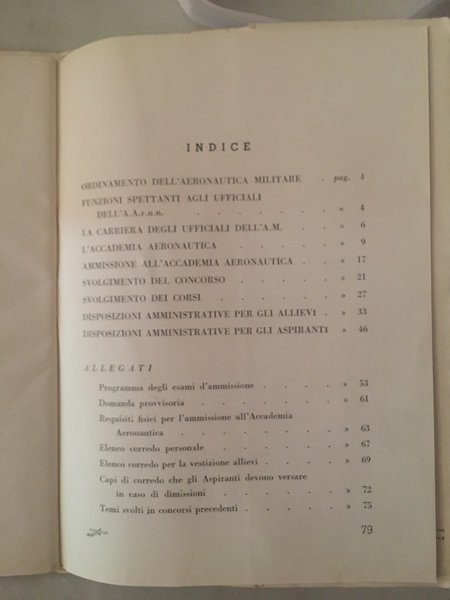 INDICE
ORDINAMENTO DELL'AERONAUTICA MILITARE . pag. 3
FUNZIONI SPETTANTI AGLI UFFICIALI
DELL'A.A.r.n.n. . . . . . » 4
LA CARRIERA DEGLI UFFICIALI DELL'A.M. . » 6
L'ACCADEMIA AERONAUTICA . . . . » 9
AMMISSIONE ALL'ACCADEMIA AERONAUTICA . » 17
SVOLGIMENTO DEL CONCORSO . . . . » 21
SVOLGIMENTO DEI CORSI . . . . . » 27
DISPOSIZIONI AMMINISTRATIVE PER GLI ALLIEVI . » 33
DISPOSIZIONI AMMINISTRATIVE PER GLI ASPIRANTI » 46
ALLEGATI
Programma degli esami d'ammissione . . . . » 53
Domanda provvisoria . . . . . . » 61
Requisiti fisici per l'ammissione all'Accademia
Aeronautica . . . . . . » 63
Elenco corredo personale . . . . . » 67
Elenco corredo per la vestizione allievi . . . . » 69
Capi di corredo che gli Aspiranti devono versare
in caso di dimissioni . . . . . » 72
Temi svolti in concorsi precedenti . . . . » 75
79